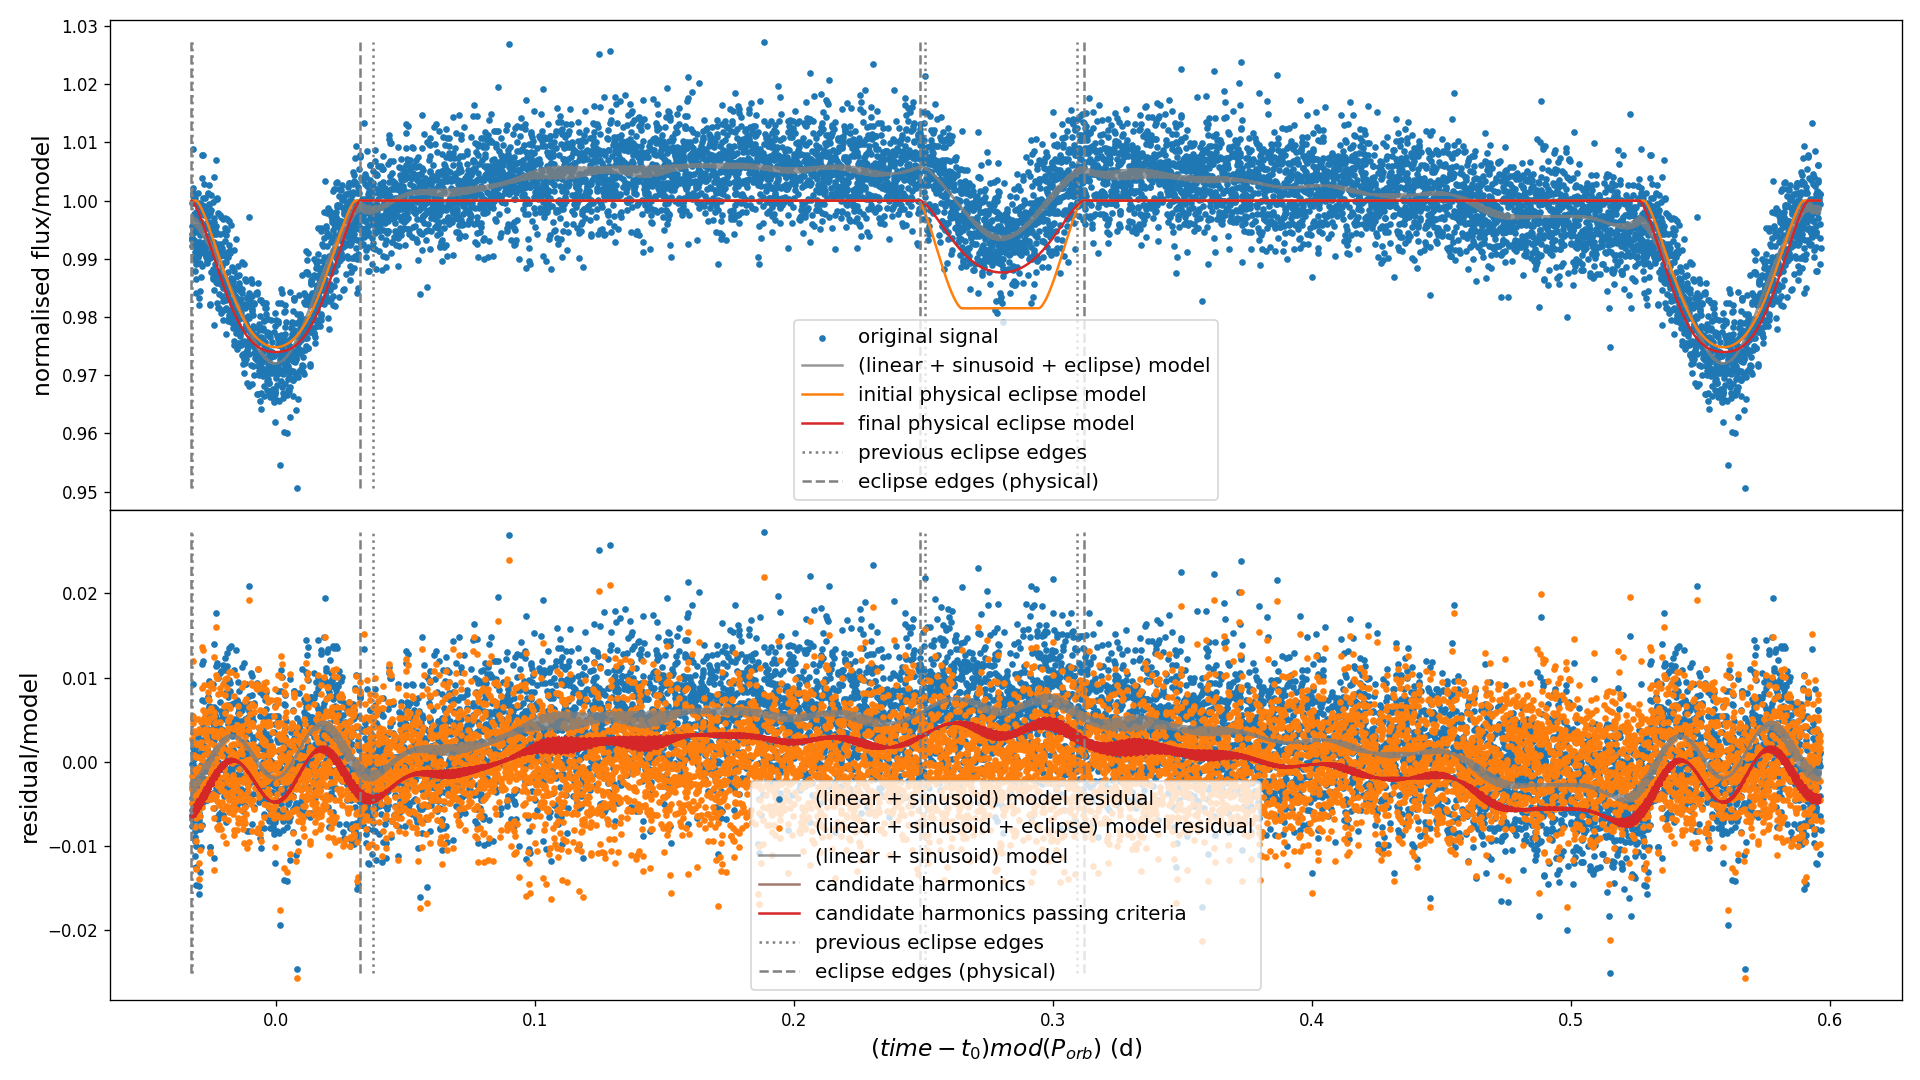 normalised flux/model
1.03
1.02
1.01
1.00
0.99
0.98
0.97
0.96
0.95
original signal
(linear + sinusoid + eclipse) model
initial physical eclipse model
final physical eclipse model
previous eclipse edges
eclipse edges (physical)
residual/model
0.02
0.01
0.00
−0.01
−0.02
(linear + sinusoid) model residual
(linear + sinusoid + eclipse) model residual
(linear + sinusoid) model
candidate harmonics
candidate harmonics passing criteria
previous eclipse edges
eclipse edges (physical)
0.0 0.1 0.2 0.3 0.4 0.5 0.6
(time − t₀)mod(P_orb) (d)